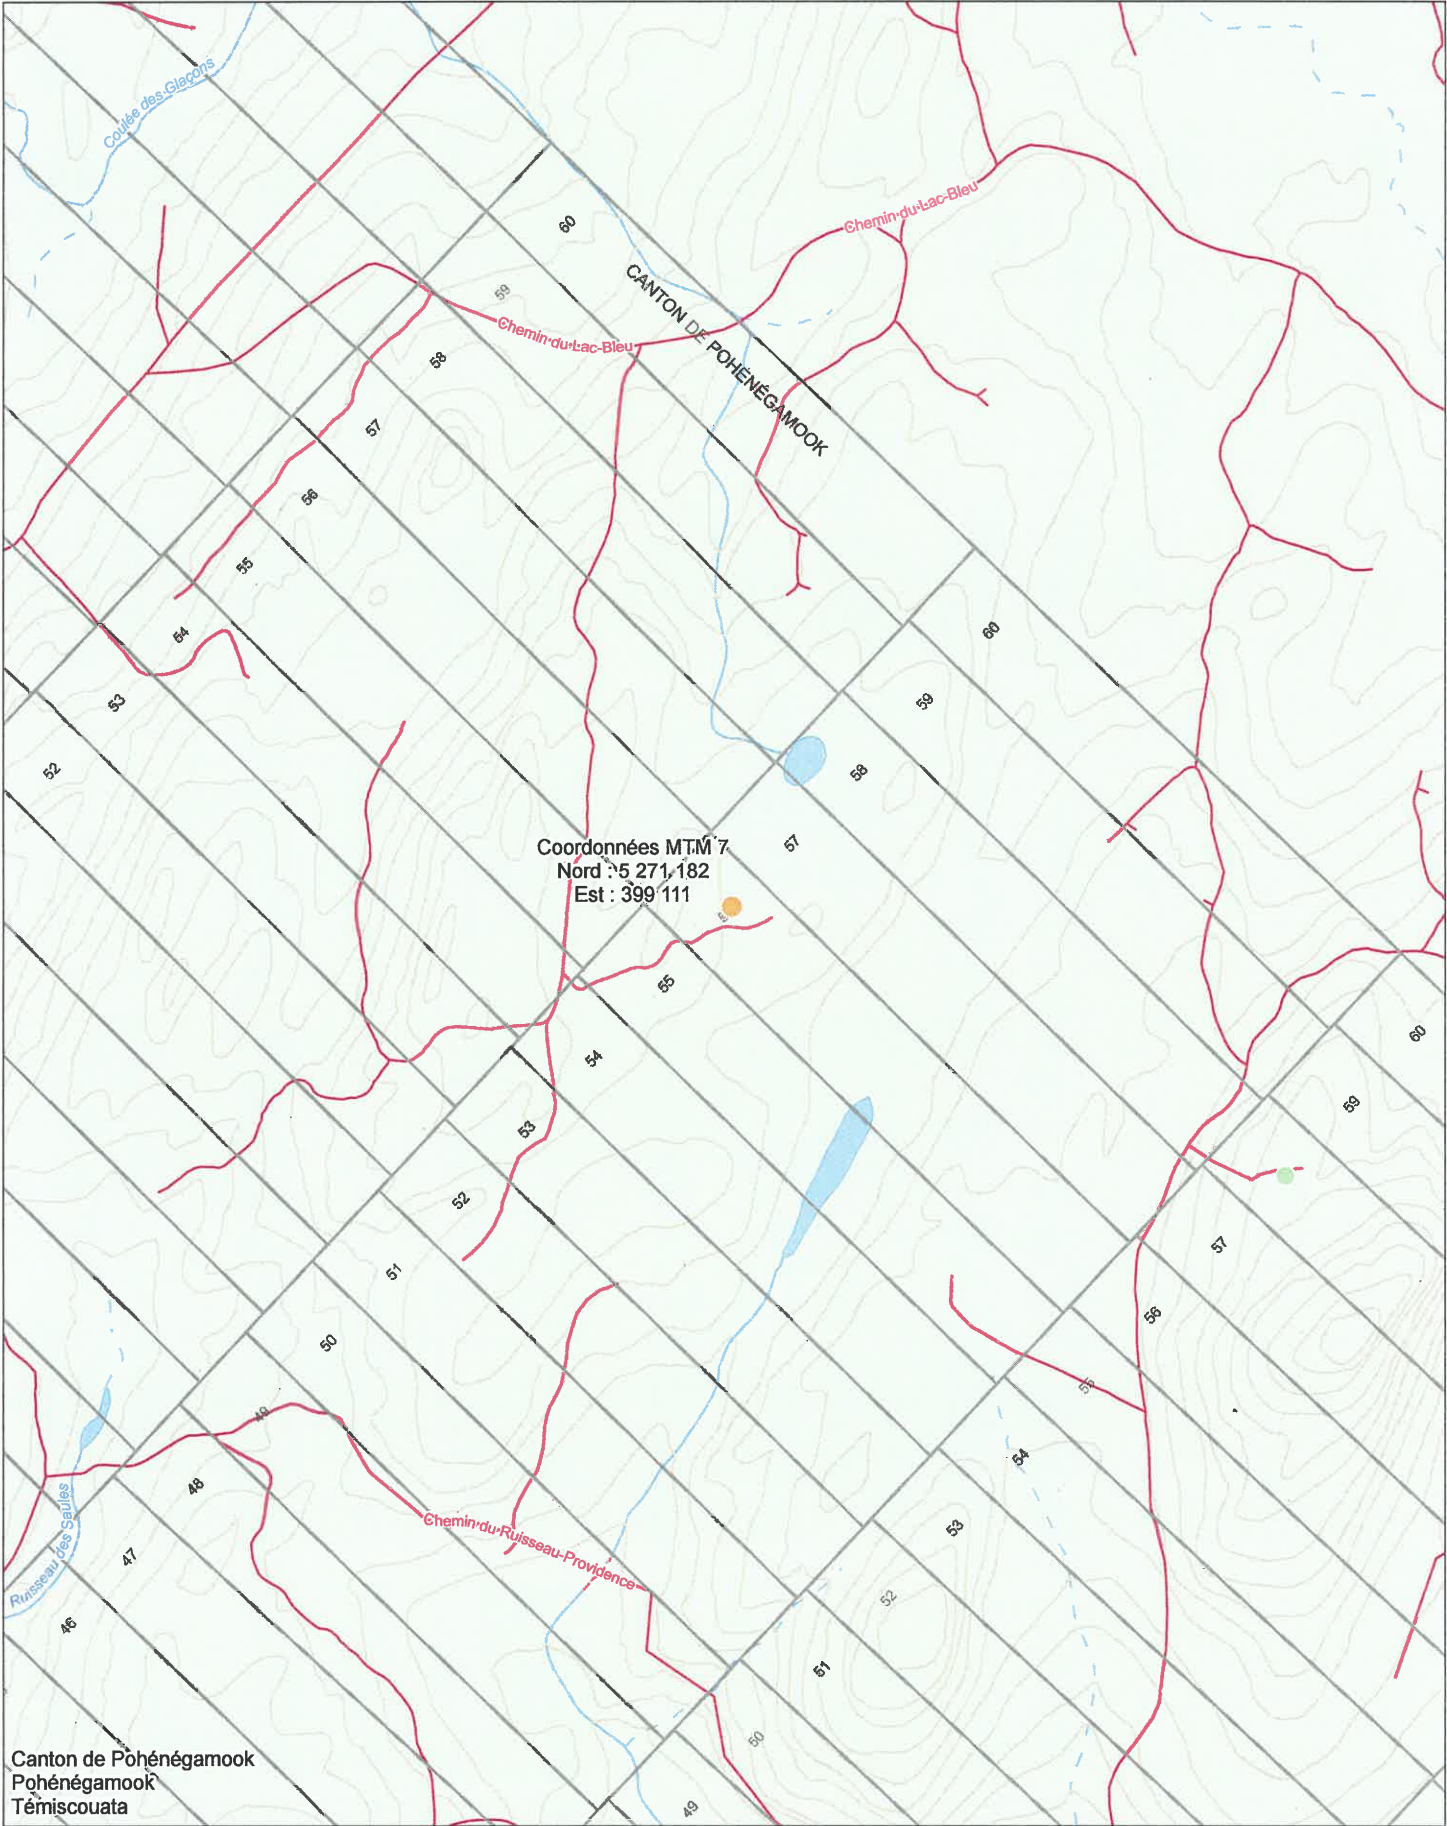 Coulée des Glaçons
60
Chemin du Lac-Bleu
CANTON DE POHÉNÉGAMOOK
59
Chemin du Lac-Bleu
58
57
56
55
54
53
52
60
59
58
57
Coordonnées MTM 7
Nord : 5 271 182
Est : 399 111
55
54
53
52
51
50
49
48
47
46
60
59
57
56
55
54
53
52
51
50
49
Chemin du Ruisseau-Providence
Ruisseau des Saules
Canton de Pohénégamook
Pohénégamook
Témiscouata